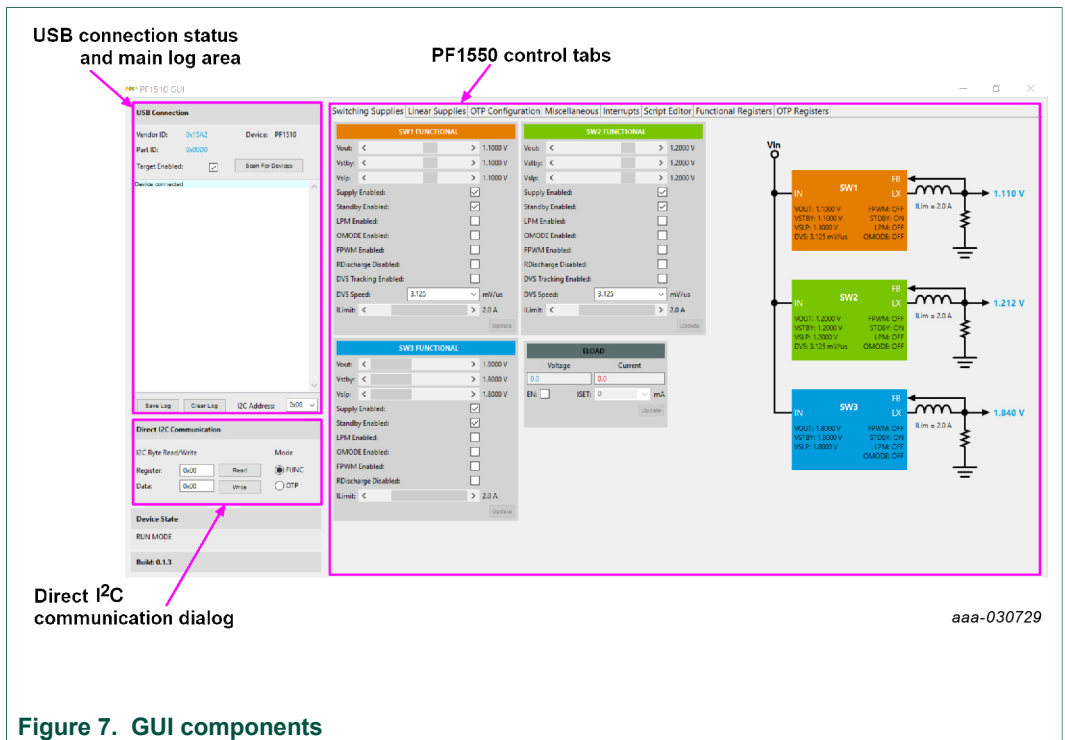 USB connection status
and main log area
PF1550 control tabs
PF1510 GUI
USB Connection
Vendor ID: 0x15A2 Device: PF1510
Part ID: 0x00D0
Target Enabled: Scan For Devices
Device connected
Save Log Clear Log I2C Address: 0x08
Direct I2C Communication
I2C Byte Read/Write Mode
Register: 0x00 Read FUNC
Data: 0x00 Write OTP
Device State
RUN MODE
Build: 0.1.3
Switching Supplies Linear Supplies OTP Configuration Miscellaneous Interrupts Script Editor Functional Registers OTP Registers
SW1 FUNCTIONAL
Vout: < > 1.1000 V
Vstby: < > 1.1000 V
Vslp: < > 1.1000 V
Supply Enabled:
Standby Enabled:
LPM Enabled:
OMODE Enabled:
FPWM Enabled:
RDischarge Disabled:
DVS Tracking Enabled:
DVS Speed: 3.125 mV/us
ILimit: < > 2.0 A
Update
SW2 FUNCTIONAL
Vout: < > 1.2000 V
Vstby: < > 1.2000 V
Vslp: < > 1.2000 V
Supply Enabled:
Standby Enabled:
LPM Enabled:
OMODE Enabled:
FPWM Enabled:
RDischarge Disabled:
DVS Tracking Enabled:
DVS Speed: 3.125 mV/us
ILimit: < > 2.0 A
Update
SW3 FUNCTIONAL
Vout: < > 1.8000 V
Vstby: < > 1.8000 V
Vslp: < > 1.8000 V
Supply Enabled:
Standby Enabled:
LPM Enabled:
OMODE Enabled:
FPWM Enabled:
RDischarge Disabled:
ILimit: < > 2.0 A
Update
ELOAD
Voltage Current
0.0 0.0
EN: ISET: 0 mA
Update
Vin
FB
IN SW1 LX
1.110 V
ILim = 2.0 A
VOUT: 1.1000 V FPWM: OFF
VSTBY: 1.1000 V STDBY: ON
VSLP: 1.1000 V LPM: OFF
DVS: 3.125 mV/us OMODE: OFF
FB
IN SW2 LX
1.212 V
ILim = 2.0 A
VOUT: 1.2000 V FPWM: OFF
VSTBY: 1.2000 V STDBY: ON
VSLP: 1.2000 V LPM: OFF
DVS: 3.125 mV/us OMODE: OFF
FB
IN SW3 LX
1.840 V
ILim = 2.0 A
VOUT: 1.8000 V FPWM: OFF
VSTBY: 1.8000 V STDBY: ON
VSLP: 1.8000 V LPM: OFF
OMODE: OFF
Direct I2C
communication dialog
aaa-030729
Figure 7. GUI components